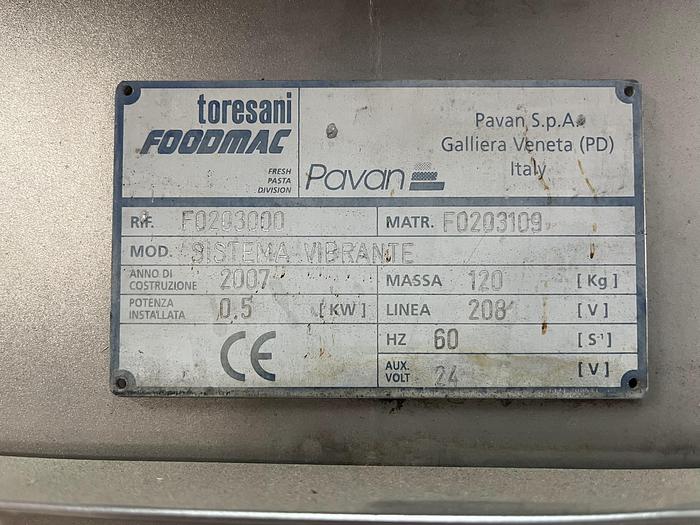 toresani
FOODMAC
FRESH
PASTA
DIVISION
Pavan
Pavan S.p.A.
Galliera Veneta (PD)
Italy
RIF. F0203000
MATR. F0203109
MOD. SISTEMA VIBRANTE
ANNO DI
COSTRUZIONE 2007
MASSA 120 [Kg]
POTENZA
INSTALLATA 0.5 [KW]
LINEA 208 [V]
HZ 60 [S-1]
CE
AUX.
VOLT 24 [V]